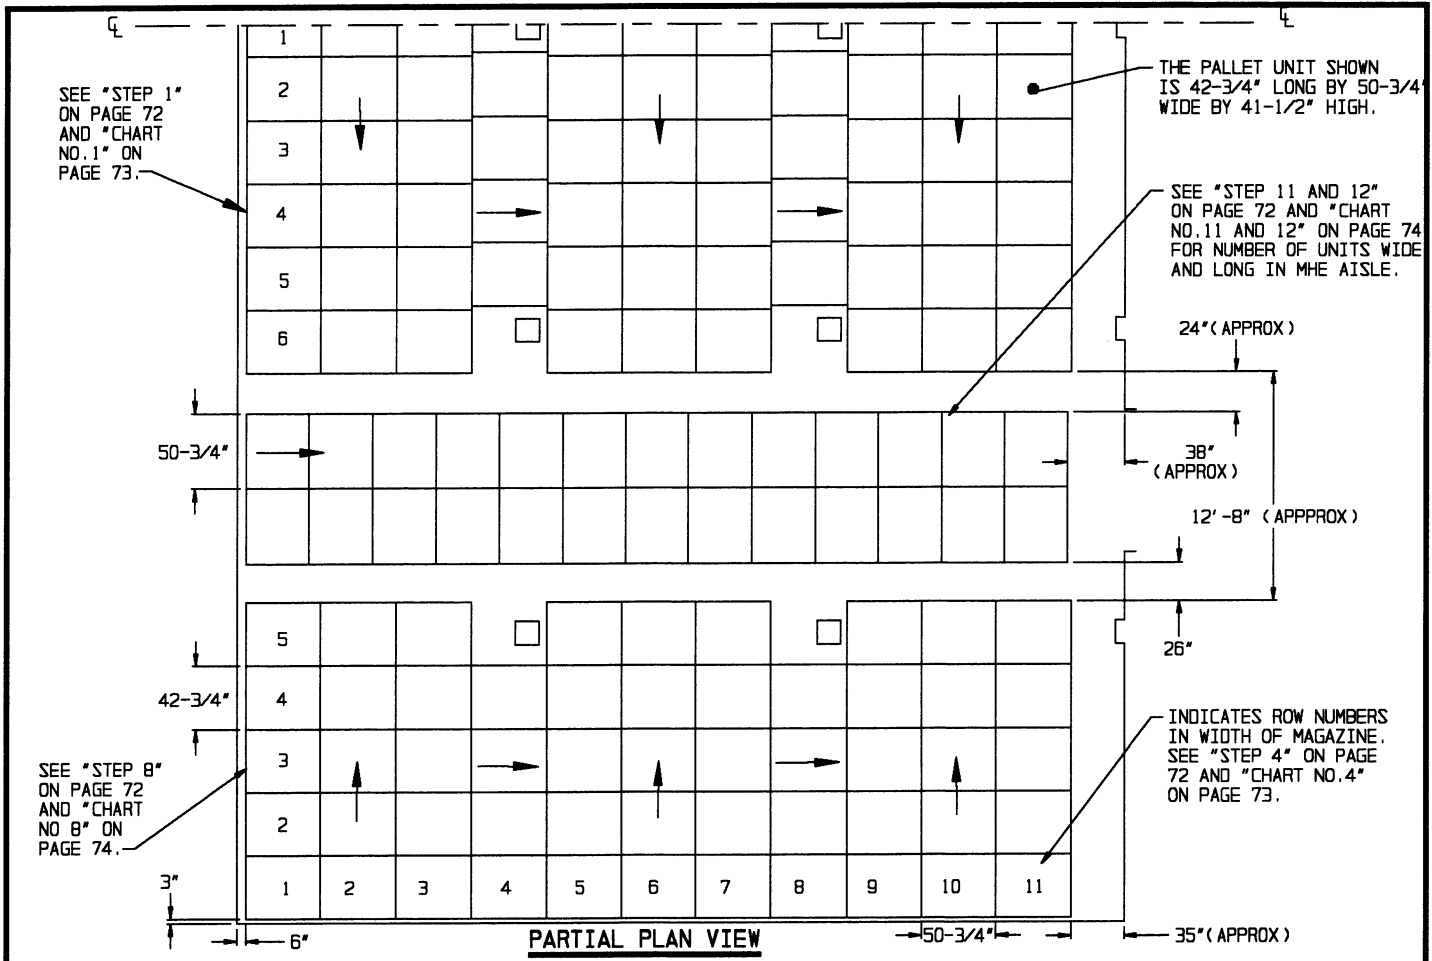 ℄ ℄
SEE "STEP 1"
ON PAGE 72
AND "CHART
NO.1" ON
PAGE 73.
1
2
3
4
5
6
THE PALLET UNIT SHOWN
IS 42-3/4" LONG BY 50-3/4"
WIDE BY 41-1/2" HIGH.
SEE "STEP 11 AND 12"
ON PAGE 72 AND "CHART
NO.11 AND 12" ON PAGE 74
FOR NUMBER OF UNITS WIDE
AND LONG IN MHE AISLE.
24"(APPROX)
50-3/4"
38"
(APPROX)
12'-8" (APPPROX)
26"
5
4
3
2
42-3/4"
SEE "STEP 8"
ON PAGE 72
AND "CHART
NO 8" ON
PAGE 74.
INDICATES ROW NUMBERS
IN WIDTH OF MAGAZINE.
SEE "STEP 4" ON PAGE
72 AND "CHART NO.4"
ON PAGE 73.
1 2 3 4 5 6 7 8 9 10 11
3"
6"
PARTIAL PLAN VIEW
50-3/4"
35"(APPROX)